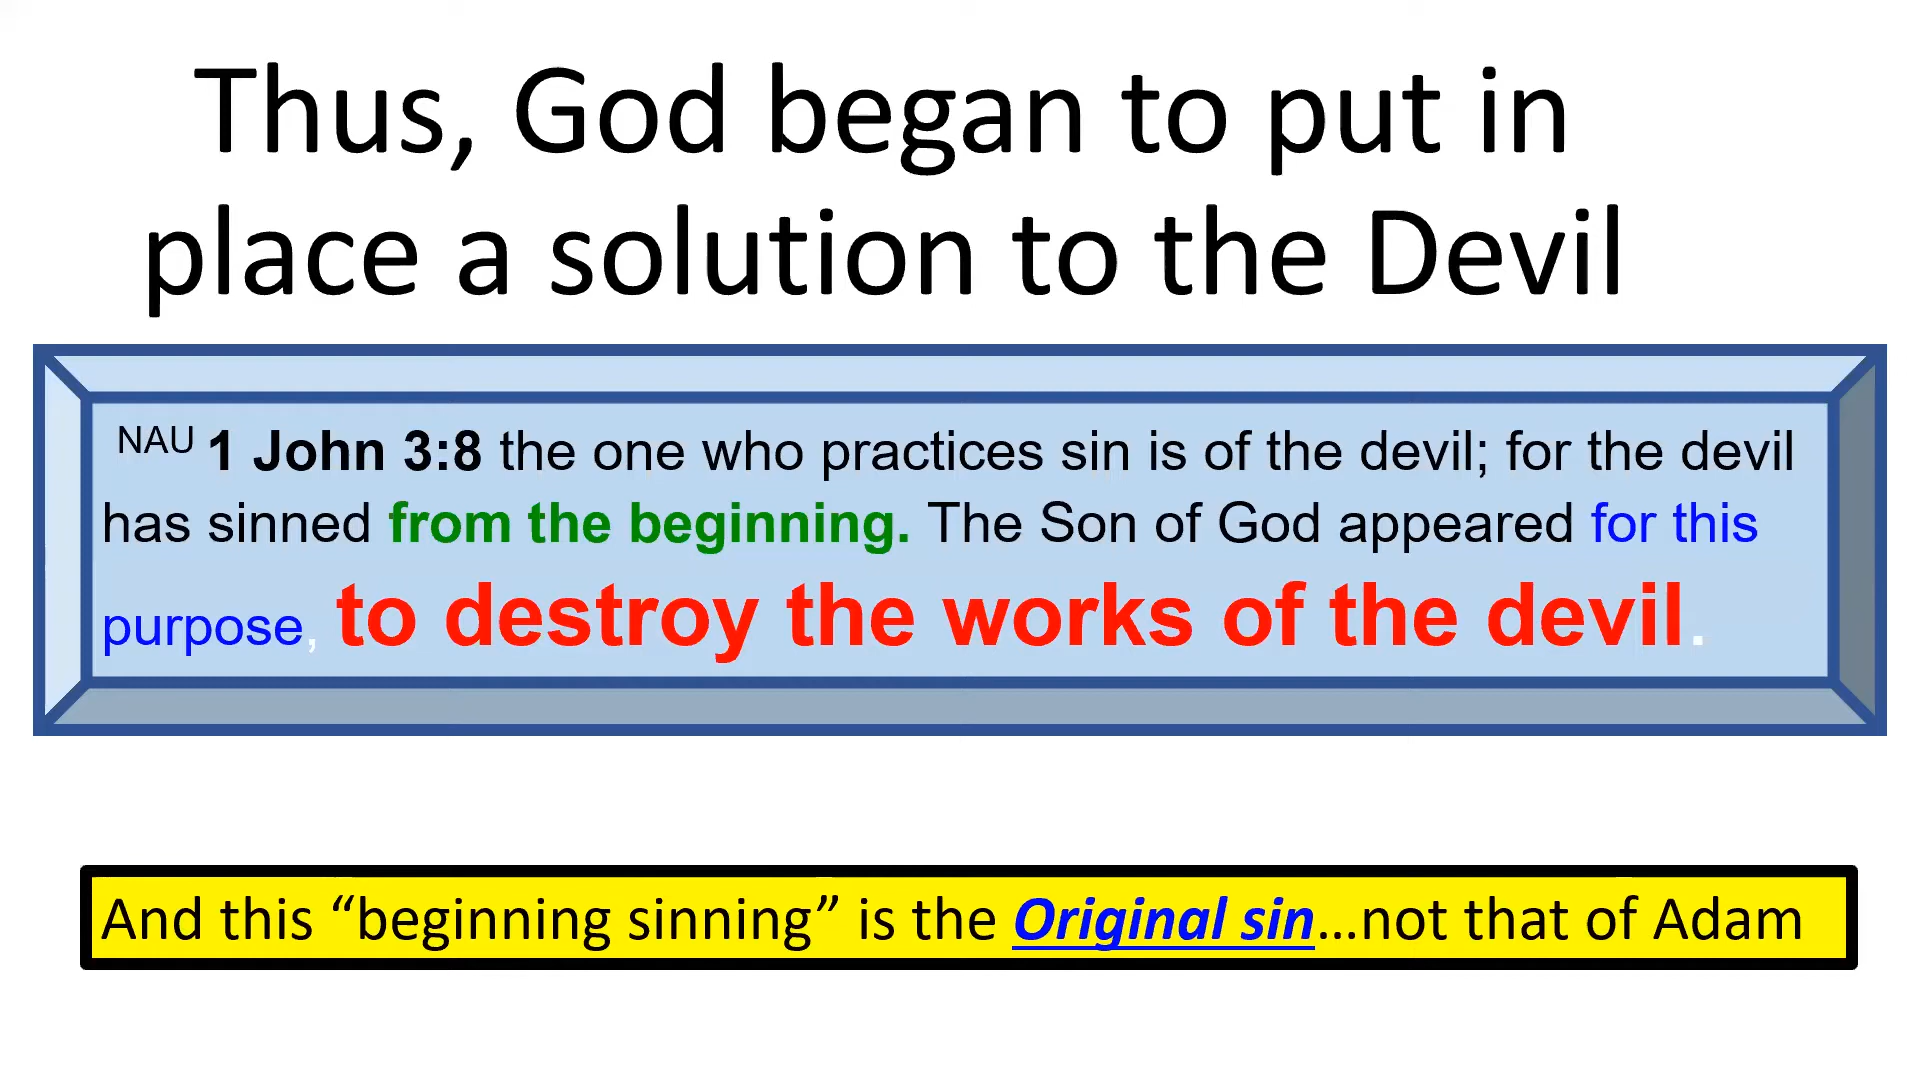 Thus, God began to put in
place a solution to the Devil
NAU 1 John 3:8 the one who practices sin is of the devil; for the devil
has sinned from the beginning. The Son of God appeared for this
purpose, to destroy the works of the devil.
And this “beginning sinning” is the Original sin…not that of Adam